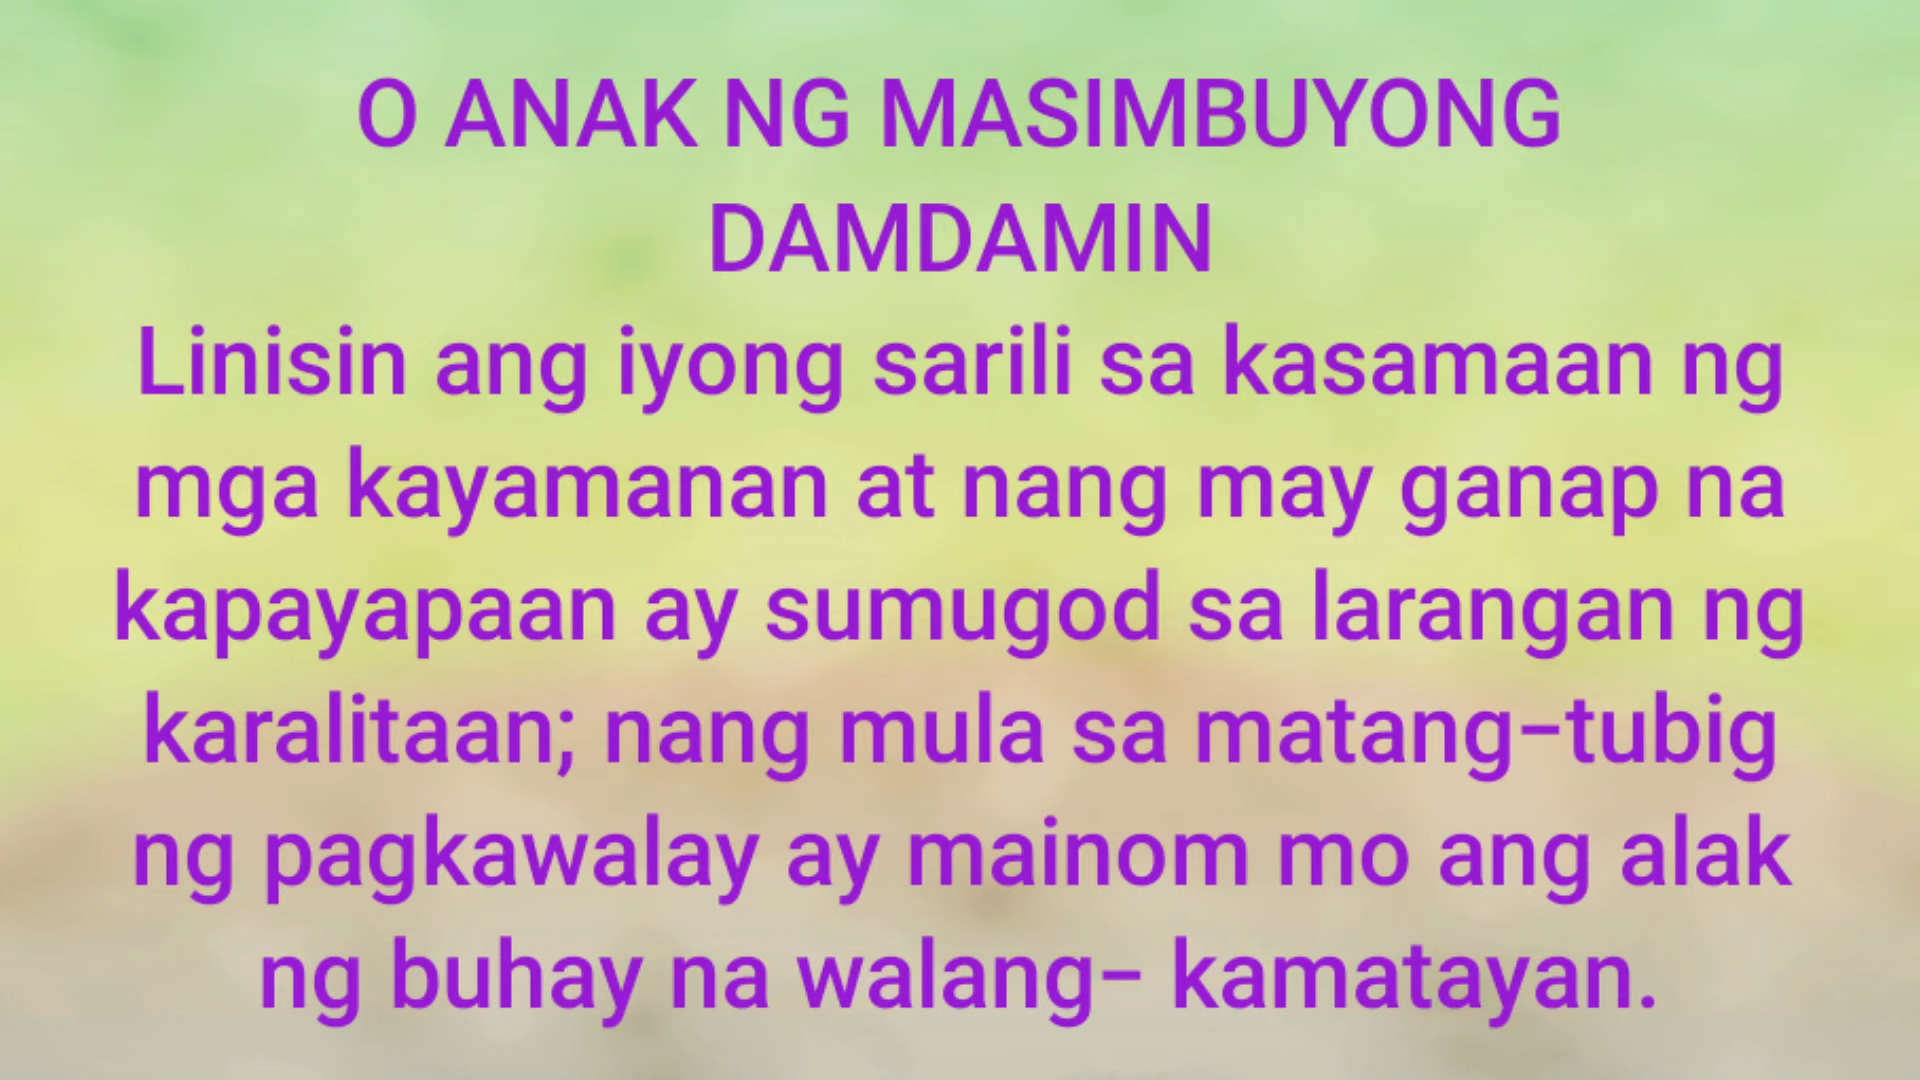 O ANAK NG MASIMBUYONG
DAMDAMIN
Linisin ang iyong sarili sa kasamaan ng
mga kayamanan at nang may ganap na
kapayapaan ay sumugod sa larangan ng
karalitaan; nang mula sa matang-tubig
ng pagkawalay ay mainom mo ang alak
ng buhay na walang- kamatayan.